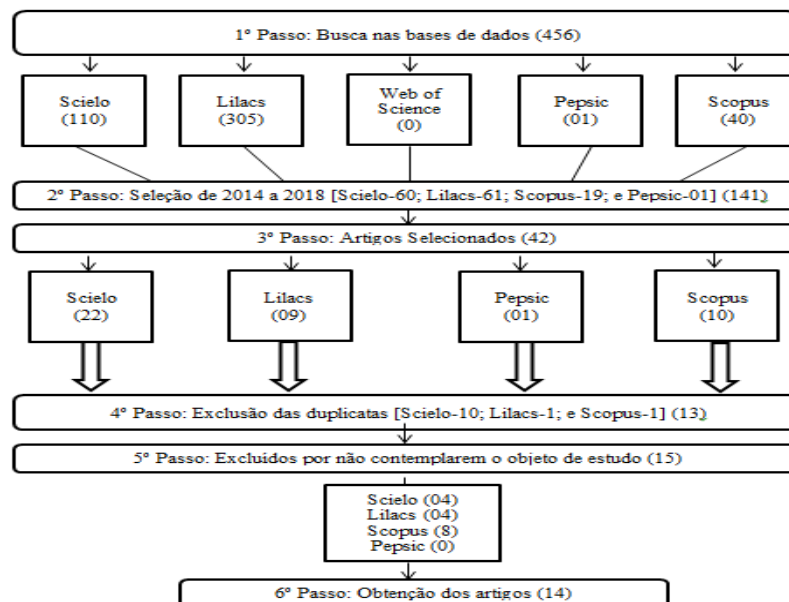 1º Passo: Busca nas bases de dados (456)
Scielo
(110)
Lilacs
(305)
Web of
Science
(0)
Pepsic
(01)
Scopus
(40)
2º Passo: Seleção de 2014 a 2018 [Scielo-60; Lilacs-61; Scopus-19; e Pepsic-01] (141)
3º Passo: Artigos Selecionados (42)
Scielo
(22)
Lilacs
(09)
Pepsic
(01)
Scopus
(10)
4º Passo: Exclusão das duplicatas [Scielo-10; Lilacs-1; e Scopus-1] (13)
5º Passo: Excluídos por não contemplarem o objeto de estudo (15)
Scielo (04)
Lilacs (04)
Scopus (8)
Pepsic (0)
6º Passo: Obtenção dos artigos (14)